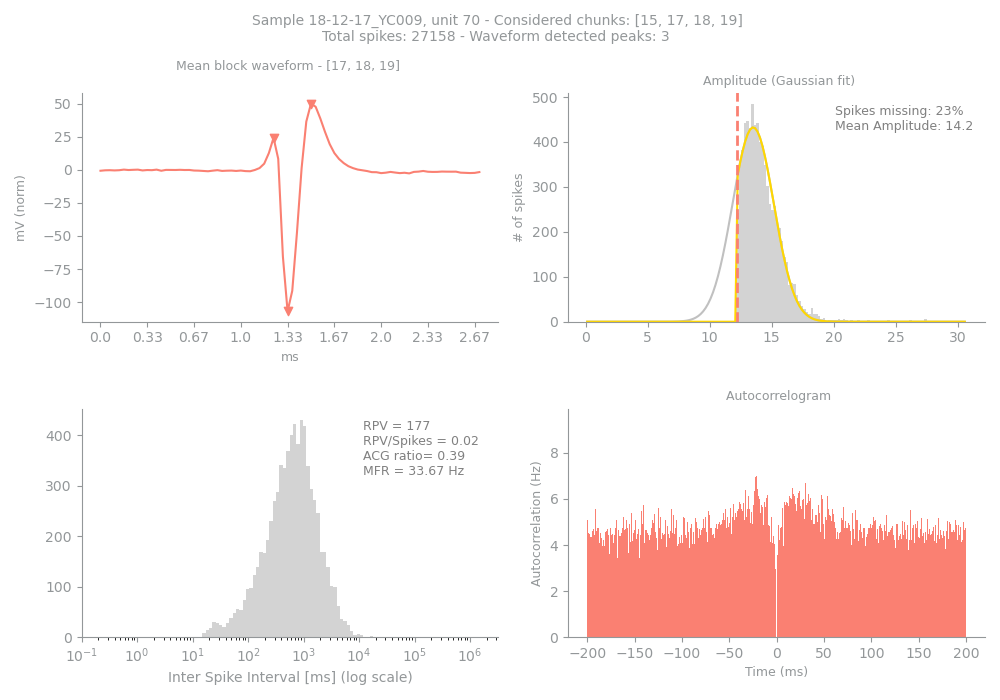 Sample 18-12-17_YC009, unit 70 - Considered chunks: [15, 17, 18, 19]
Total spikes: 27158 - Waveform detected peaks: 3
Mean block waveform - [17, 18, 19]
50
25
0
−25
−50
−75
−100
mV (norm)
0.0 0.33 0.67 1.0 1.33 1.67 2.0 2.33 2.67
ms
Amplitude (Gaussian fit)
Spikes missing: 23%
Mean Amplitude: 14.2
500
400
300
200
100
0
# of spikes
0 5 10 15 20 25 30
RPV = 177
RPV/Spikes = 0.02
ACG ratio= 0.39
MFR = 33.67 Hz
400
300
200
100
0
10⁻¹ 10⁰ 10¹ 10² 10³ 10⁴ 10⁵ 10⁶
Inter Spike Interval [ms] (log scale)
Autocorrelogram
8
6
4
2
0
Autocorrelation (Hz)
−200 −150 −100 −50 0 50 100 150 200
Time (ms)